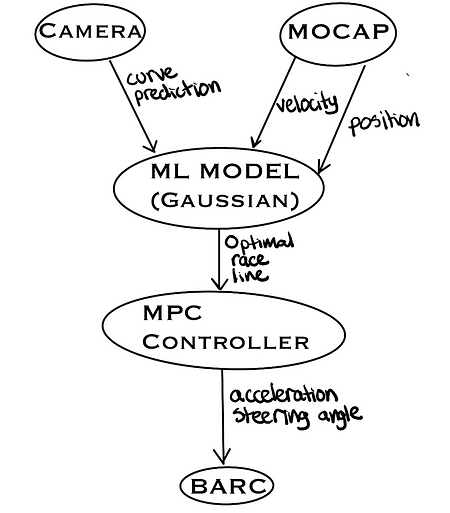 CAMERA
MOCAP
curve
prediction
velocity
position
ML MODEL
(GAUSSIAN)
Optimal
race
line
MPC
CONTROLLER
acceleration
steering angle
BARC